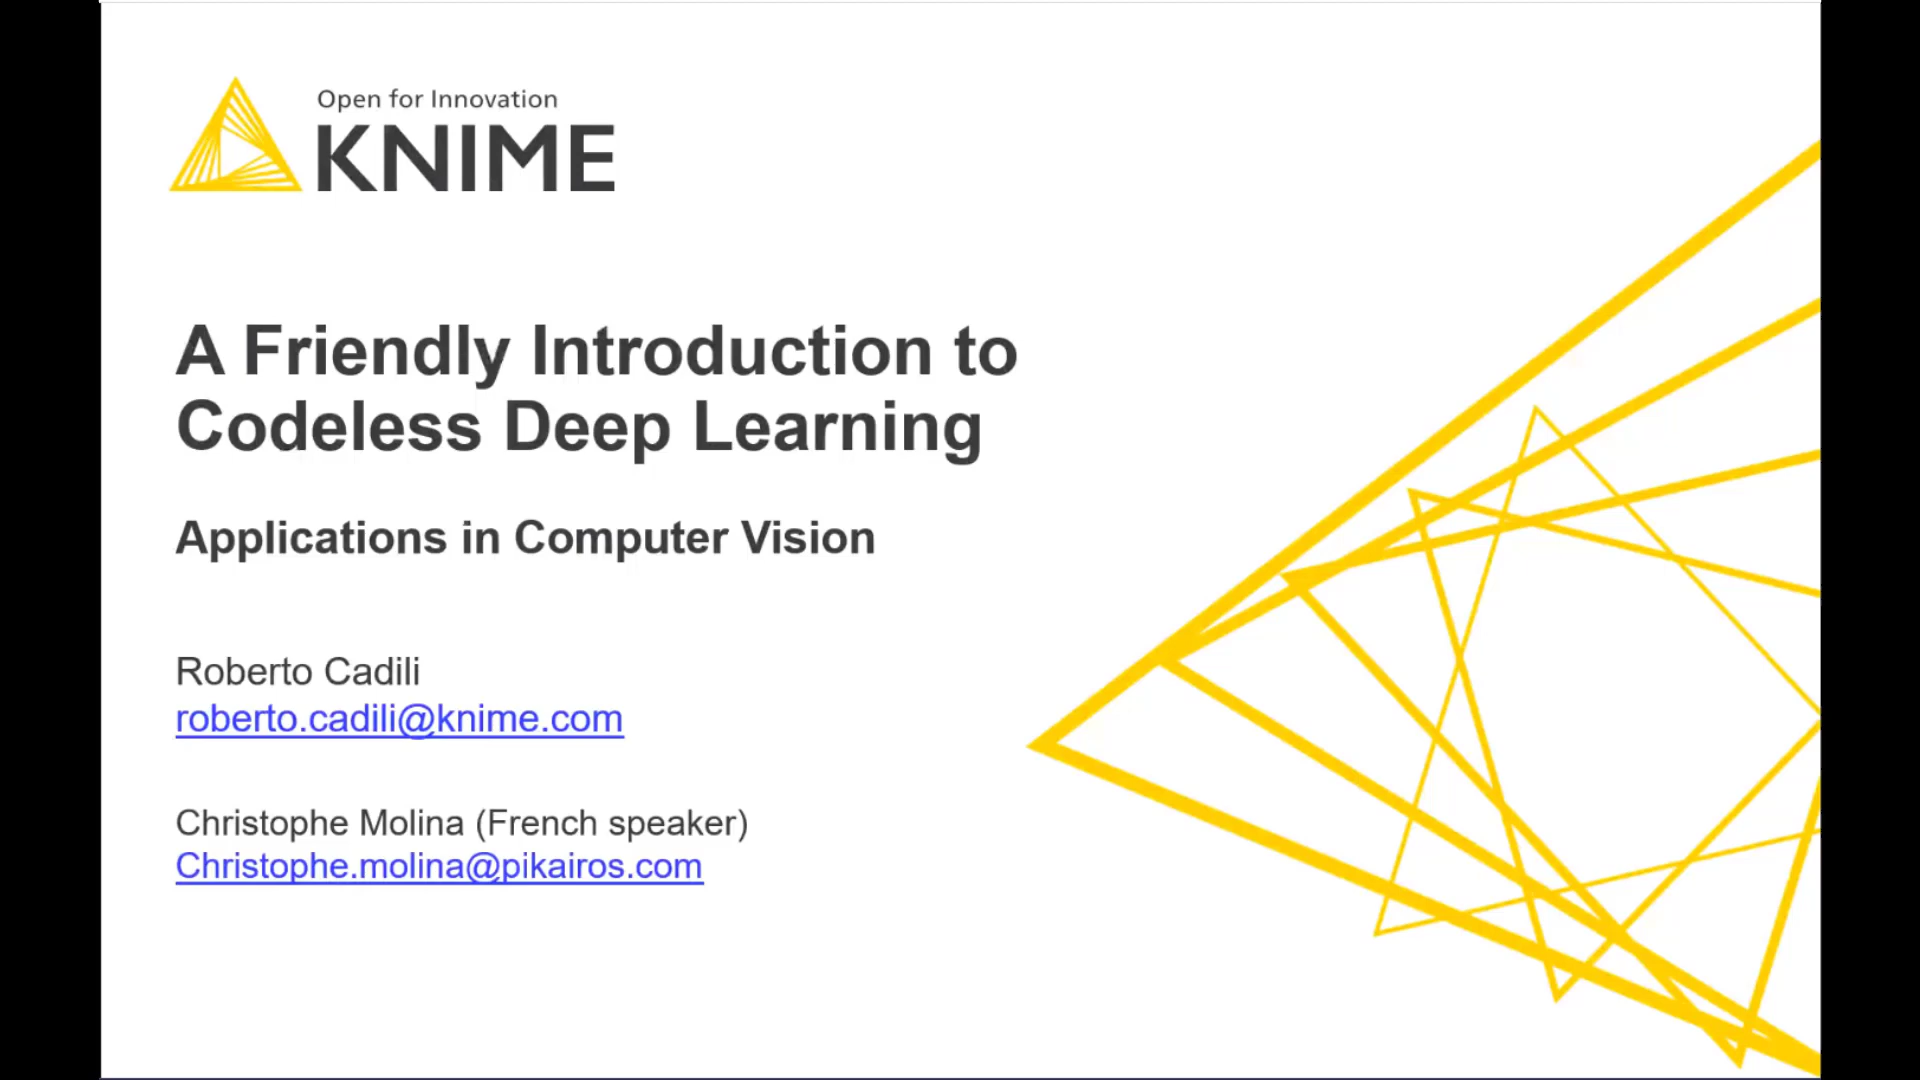 Open for Innovation
KNIME
A Friendly Introduction to
Codeless Deep Learning
Applications in Computer Vision
Roberto Cadili
roberto.cadili@knime.com
Christophe Molina (French speaker)
Christophe.molina@pikairos.com